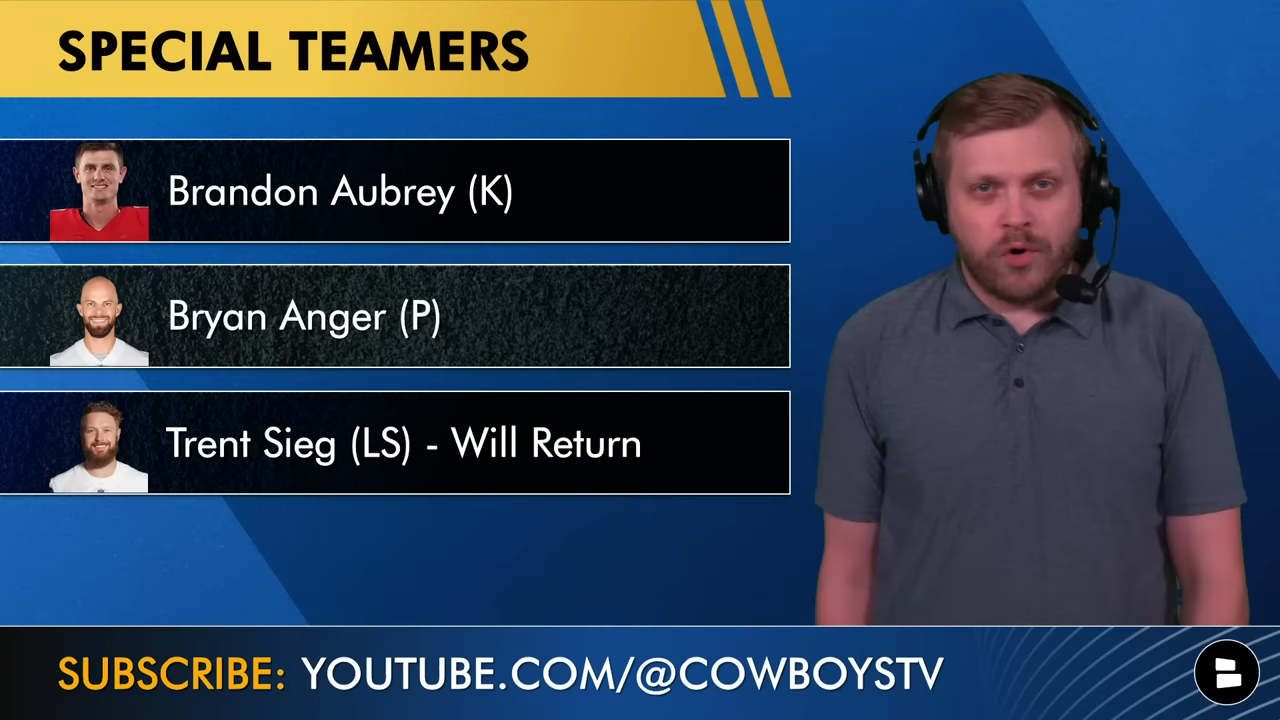 SPECIAL TEAMERS
Brandon Aubrey (K)
Bryan Anger (P)
Trent Sieg (LS) - Will Return
SUBSCRIBE: YOUTUBE.COM/@COWBOYSTV